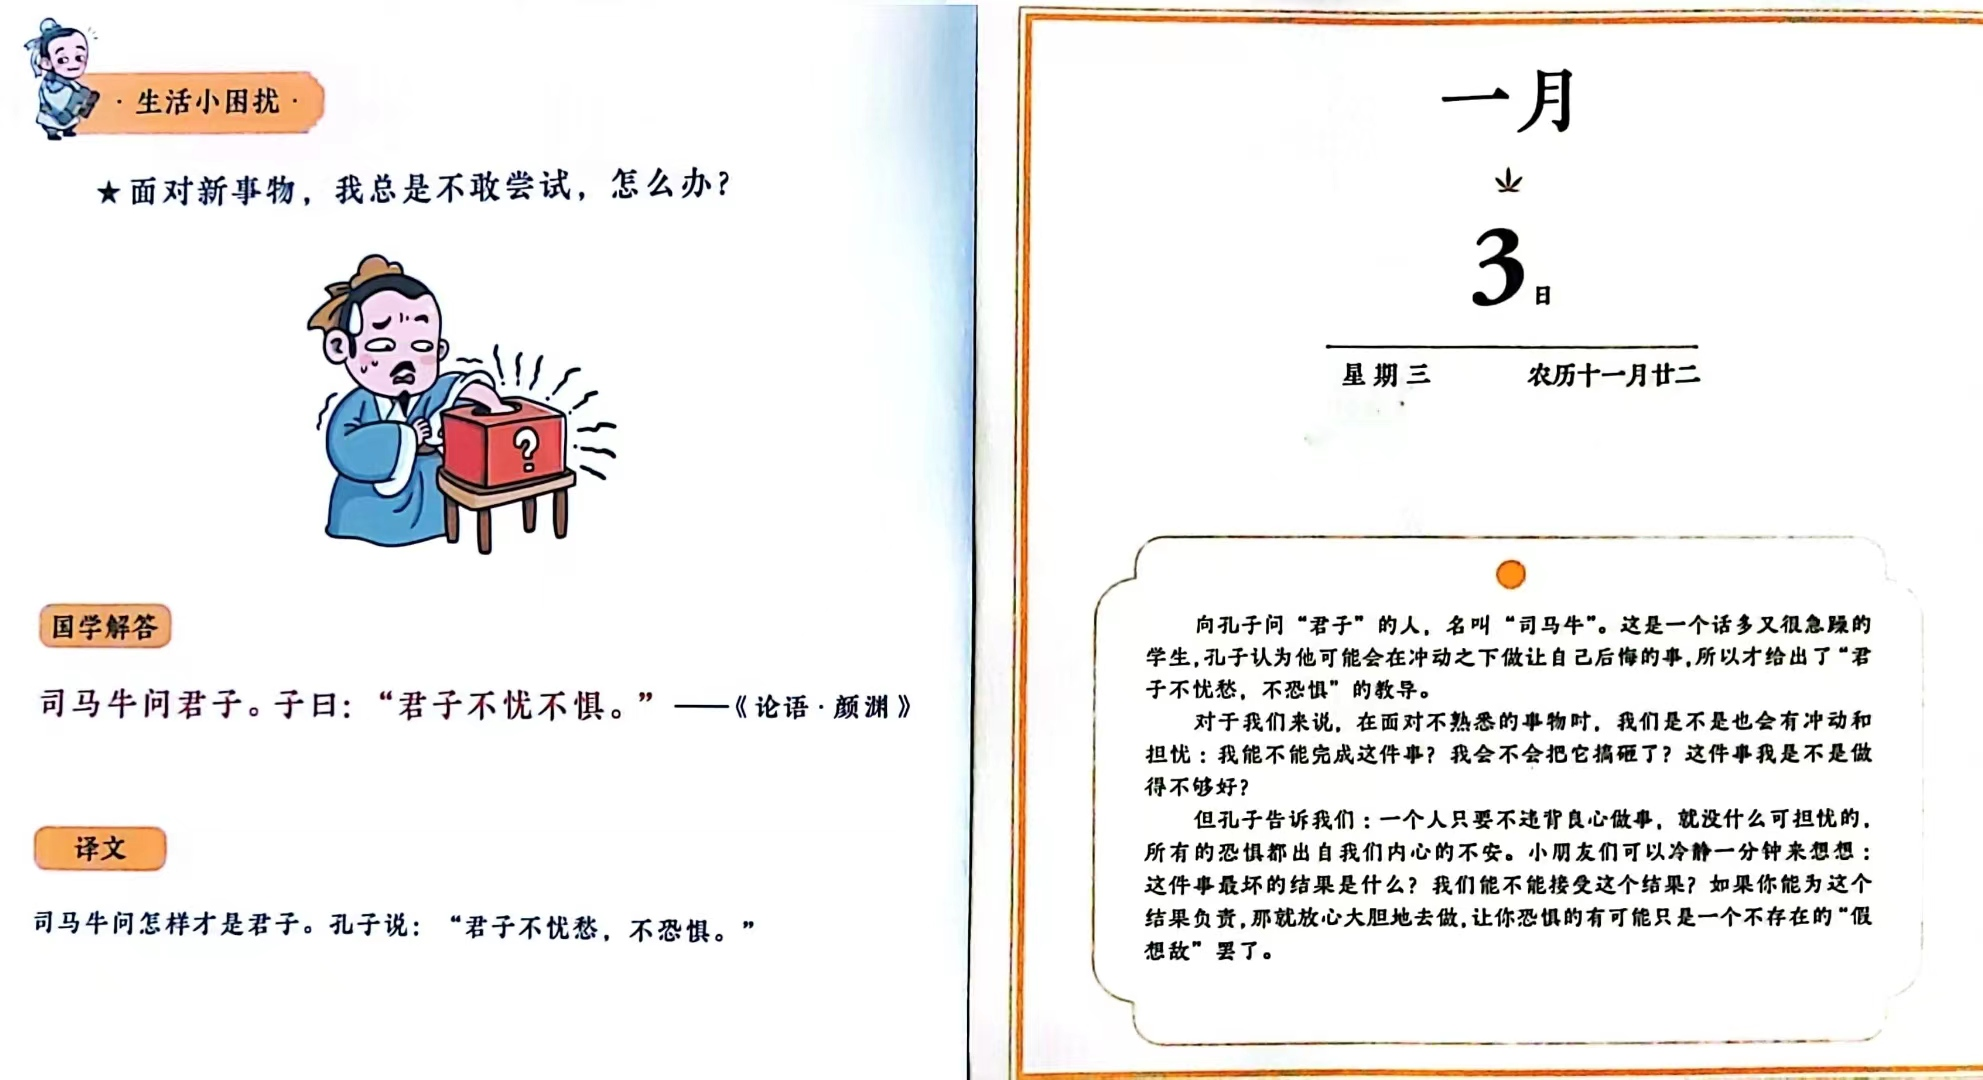 ·生活小困扰·
★面对新事物，我总是不敢尝试，怎么办？
?
国学解答
司马牛问君子。子曰：“君子不忧不惧。”——《论语·颜渊》
译文
司马牛问怎样才是君子。孔子说：“君子不忧愁，不恐惧。”
一月
3日
星期三 农历十一月廿二
向孔子问“君子”的人，名叫“司马牛”。这是一个话多又很急躁的
学生，孔子认为他可能会在冲动之下做让自己后悔的事，所以才给出了“君
子不忧愁，不恐惧”的教导。
对于我们来说，在面对不熟悉的事物时，我们是不是也会有冲动和
担忧：我能不能完成这件事？我会不会把它搞砸了？这件事我是不是做
得不够好？
但孔子告诉我们：一个人只要不违背良心做事，就没什么可担忧的，
所有的恐惧都出自我们内心的不安。小朋友们可以冷静一分钟来想想：
这件事最坏的结果是什么？我们能不能接受这个结果？如果你能为这个
结果负责，那就放心大胆地去做，让你恐惧的有可能只是一个不存在的“假
想敌”罢了。